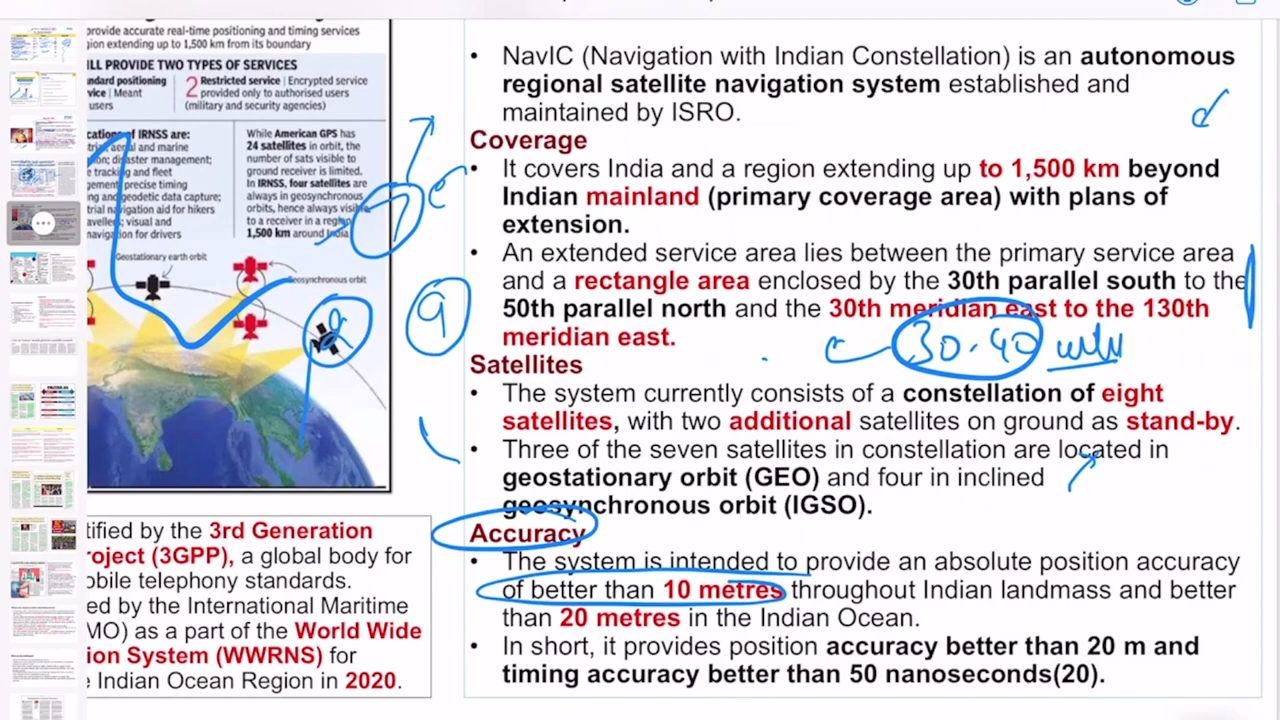 provide accurate real-time positioning and timing services
gion extending up to 1,500 km from its boundary
ILL PROVIDE TWO TYPES OF SERVICES
ndard positioning
vice | Meant
users
2 Restricted service | Encrypted service
provided only to authorised users
(military and security agencies)
cations of IRNSS are:
strial, aerial and marine
on; disaster management;
e tracking and fleet
gement; precise timing
ng and geodetic data capture;
trial navigation aid for hikers
avellers; visual and
navigation for drivers
While American GPS has
24 satellites in orbit, the
number of sats visible to
ground receiver is limited.
In IRNSS, four satellites are
always in geosynchronous
orbits, hence always visible
to a receiver in a region
1,500 km around India
Geostationary earth orbit
Geosynchronous orbit
7
9
2
tified by the 3rd Generation
roject (3GPP), a global body for
obile telephony standards.
ed by the International Maritime
MO) as a part of the World Wide
ion System (WWRNS) for
e Indian Ocean Region in 2020.
• NavIC (Navigation with Indian Constellation) is an autonomous
regional satellite navigation system established and
maintained by ISRO.
Coverage
• It covers India and a region extending up to 1,500 km beyond
Indian mainland (primary coverage area) with plans of
extension.
• An extended service area lies between the primary service area
and a rectangle area enclosed by the 30th parallel south to the
50th parallel north and the 30th meridian east to the 130th
meridian east.
30-40
Satellites
• The system currently consists of a constellation of eight
satellites, with two additional satellites on ground as stand-by.
• Three of the seven satellites in constellation are located in
geostationary orbit (GEO) and four in inclined
geosynchronous orbit (IGSO).
Accuracy
• The system is intended to provide an absolute position accuracy
of better than 10 metres throughout Indian landmass and better
than 20 metres in the Indian Ocean.
• In short, it provides position accuracy better than 20 m and
timing accuracy better than 50 nanoseconds(20).